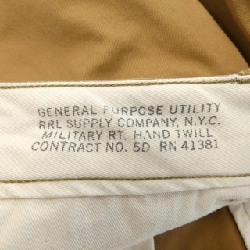 GENERAL PURPOSE UTILITY
RRL SUPPLY COMPANY, N.Y.C.
MILITARY RT. HAND TWILL
CONTRACT NO. 5D RN 41381